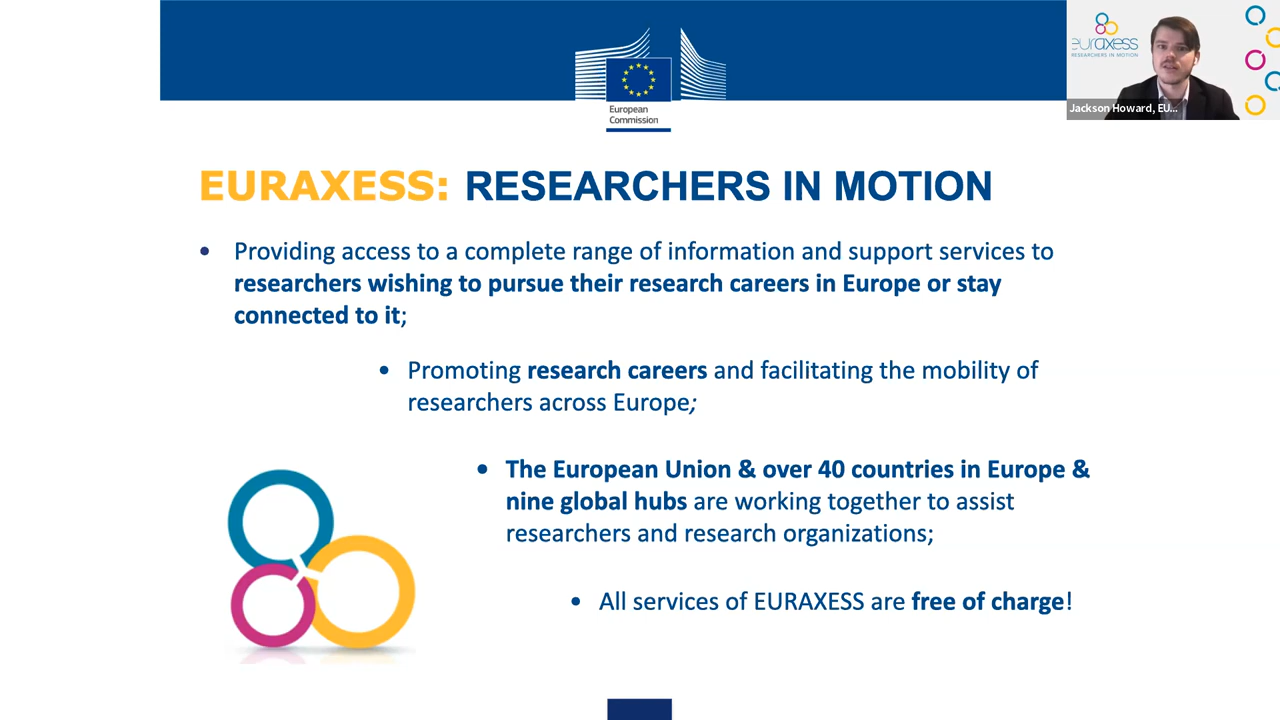 European
Commission
euraxess
RESEARCHERS IN MOTION
Jackson Howard, EU...
EURAXESS: RESEARCHERS IN MOTION
• Providing access to a complete range of information and support services to
researchers wishing to pursue their research careers in Europe or stay
connected to it;
• Promoting research careers and facilitating the mobility of
researchers across Europe;
• The European Union & over 40 countries in Europe &
nine global hubs are working together to assist
researchers and research organizations;
• All services of EURAXESS are free of charge!